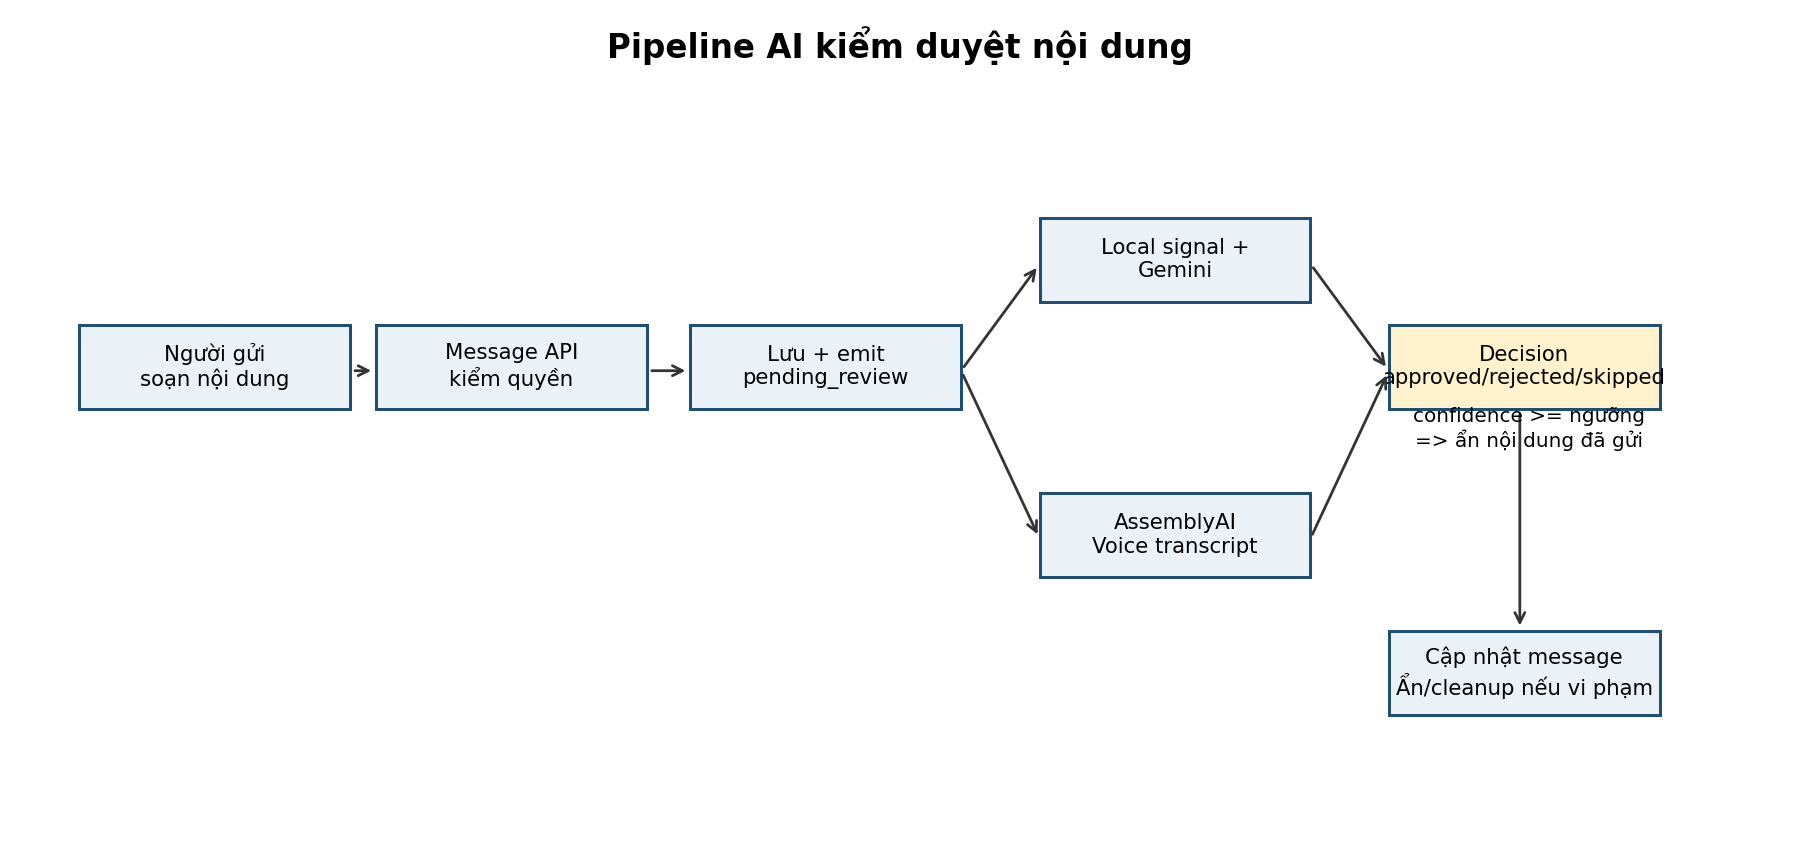 Pipeline AI kiểm duyệt nội dung
Người gửi
soạn nội dung
Message API
kiểm quyền
Lưu + emit
pending_review
Local signal +
Gemini
AssemblyAI
Voice transcript
Decision
approved/rejected/skipped
confidence >= ngưỡng
=> ẩn nội dung đã gửi
Cập nhật message
Ẩn/cleanup nếu vi phạm